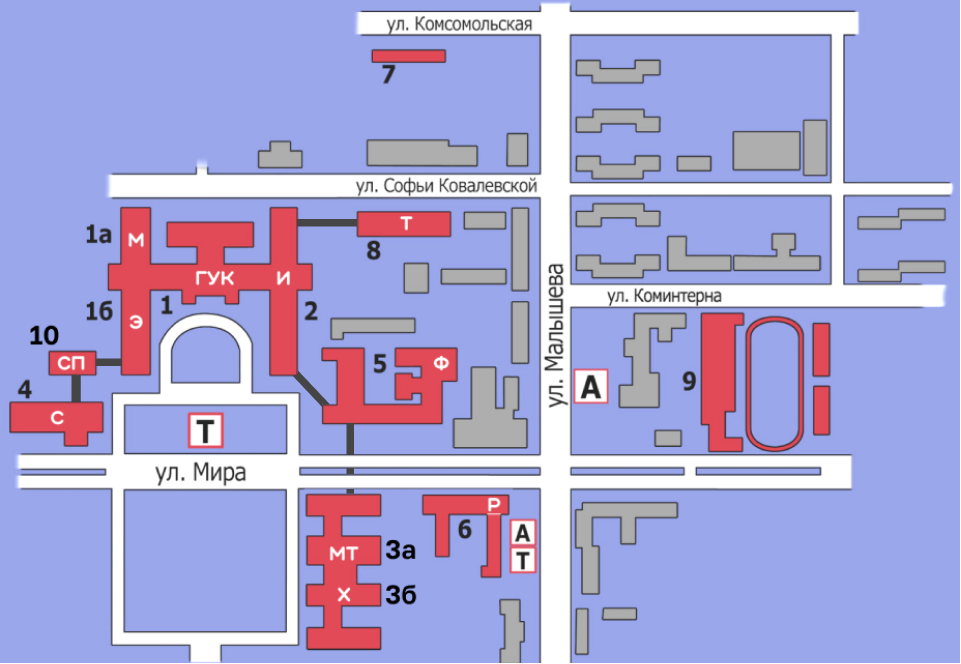 ул. Комсомольская
7
ул. Софьи Ковалевской
1а
М
Т
8
ГУК
И
1б
Э
1
2
ул. Коминтерна
10
СП
5
Ф
ул. Малышева
А
9
4
С
Т
ул. Мира
Р
6
А
Т
МТ
3а
Х
3б